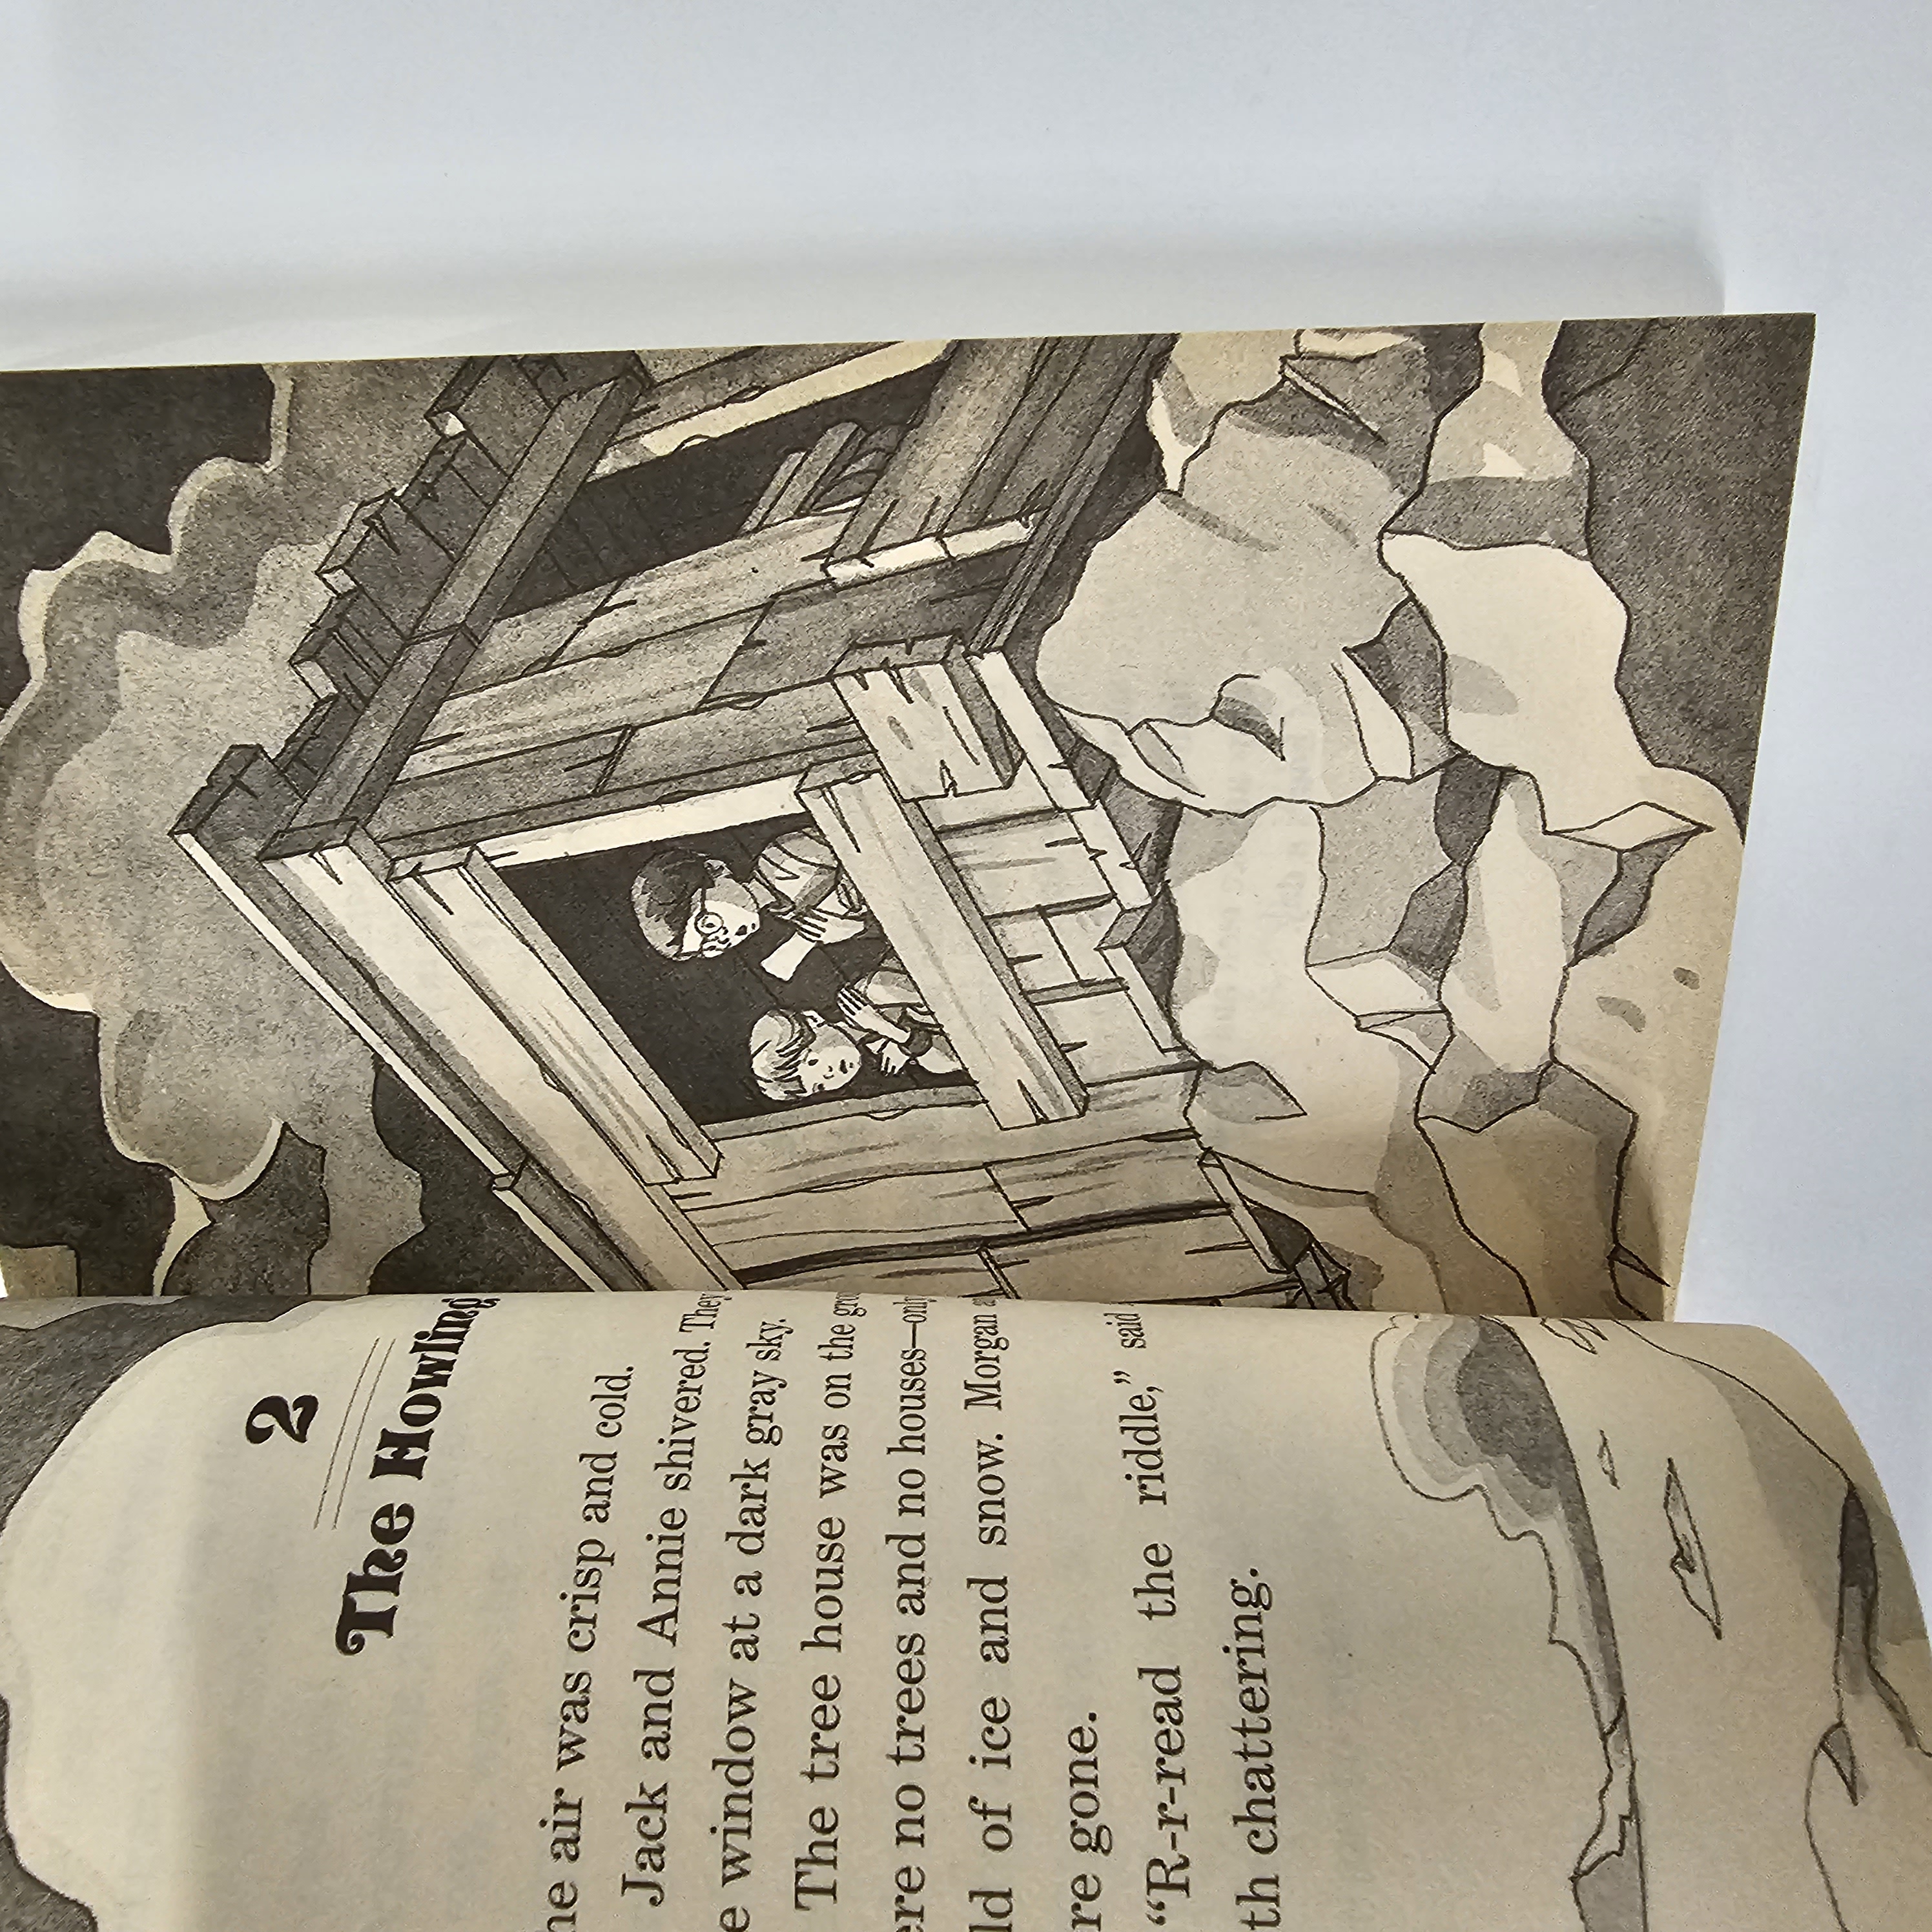 2
The Howling
he air was crisp and cold.
Jack and Annie shivered. They
e window at a dark gray sky.
The tree house was on the gro
ere no trees and no houses—only
ld of ice and snow. Morgan a
re gone.
“R-r-read the riddle,” said
th chattering.